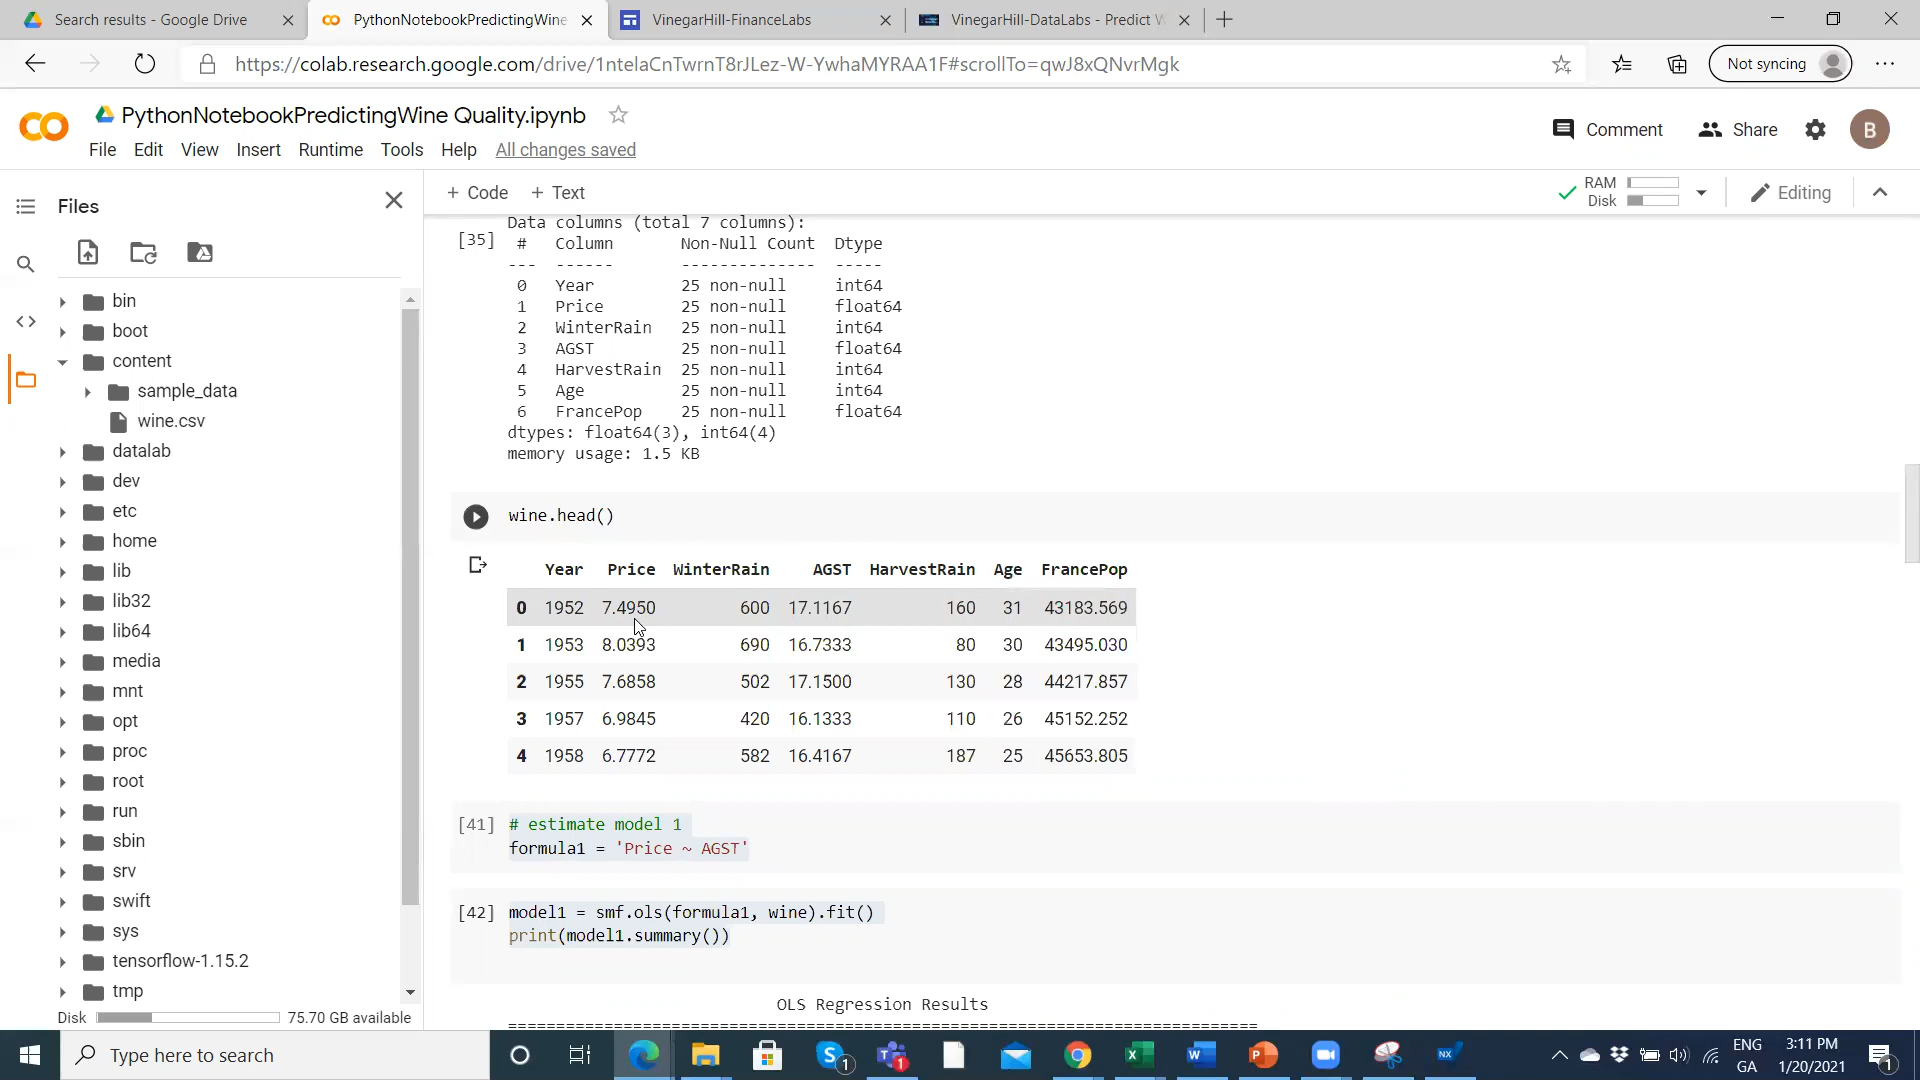 Search results - Google Drive
PythonNotebookPredictingWine
VinegarHill-FinanceLabs
VinegarHill-DataLabs - Predict W
https://colab.research.google.com/drive/1ntelaCnTwrnT8rJLez-W-YwhaMYRAA1F#scrollTo=qwJ8xQNvrMgk
Not syncing
PythonNotebookPredictingWine Quality.ipynb
Comment
Share
B
File Edit View Insert Runtime Tools Help All changes saved
Files
+ Code + Text
RAM
Disk
Editing
bin
boot
content
sample_data
wine.csv
datalab
dev
etc
home
lib
lib32
lib64
media
mnt
opt
proc
root
run
sbin
srv
swift
sys
tensorflow-1.15.2
tmp
Disk 75.70 GB available
Data columns (total 7 columns):
[35] # Column Non-Null Count Dtype
--- ------ -------------- -----
0 Year 25 non-null int64
1 Price 25 non-null float64
2 WinterRain 25 non-null int64
3 AGST 25 non-null float64
4 HarvestRain 25 non-null int64
5 Age 25 non-null int64
6 FrancePop 25 non-null float64
dtypes: float64(3), int64(4)
memory usage: 1.5 KB
wine.head()
Year Price WinterRain AGST HarvestRain Age FrancePop
0 1952 7.4950 600 17.1167 160 31 43183.569
1 1953 8.0393 690 16.7333 80 30 43495.030
2 1955 7.6858 502 17.1500 130 28 44217.857
3 1957 6.9845 420 16.1333 110 26 45152.252
4 1958 6.7772 582 16.4167 187 25 45653.805
[41] # estimate model 1
formula1 = 'Price ~ AGST'
[42] model1 = smf.ols(formula1, wine).fit()
print(model1.summary())
OLS Regression Results
==============================================================================
Type here to search
1
1
ENG
GA
3:11 PM
1/20/2021
1